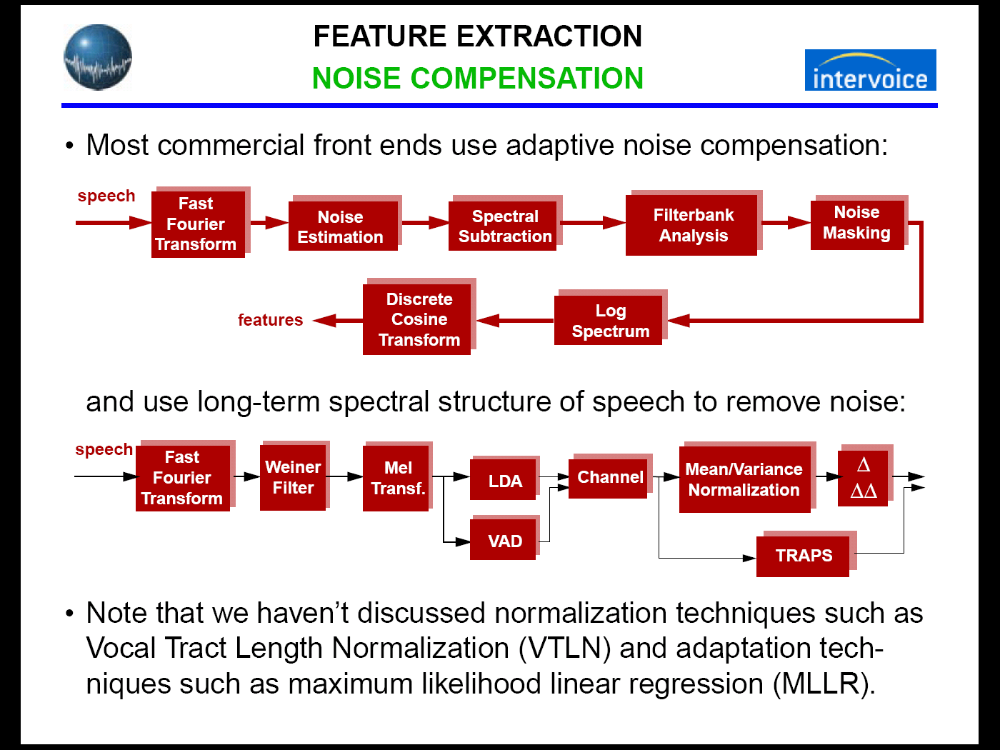 FEATURE EXTRACTION
NOISE COMPENSATION
intervoice
• Most commercial front ends use adaptive noise compensation:
speech
Fast
Fourier
Transform
Noise
Estimation
Spectral
Subtraction
Filterbank
Analysis
Noise
Masking
features
Discrete
Cosine
Transform
Log
Spectrum
and use long-term spectral structure of speech to remove noise:
speech
Fast
Fourier
Transform
Weiner
Filter
Mel
Transf.
LDA
VAD
Channel
Mean/Variance
Normalization
Δ
ΔΔ
TRAPS
• Note that we haven’t discussed normalization techniques such as
Vocal Tract Length Normalization (VTLN) and adaptation tech-
niques such as maximum likelihood linear regression (MLLR).